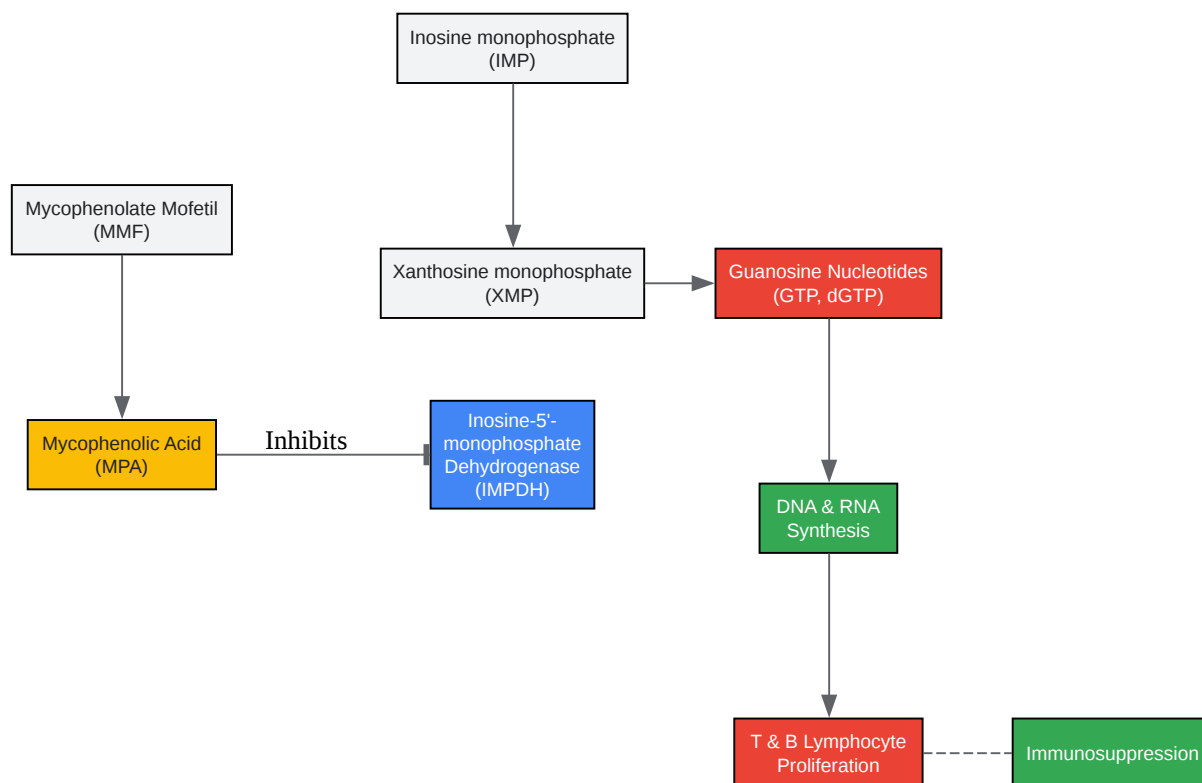 Inosine monophosphate
(IMP)
Mycophenolate Mofetil
(MMF)
Xanthosine monophosphate
(XMP)
Guanosine Nucleotides
(GTP, dGTP)
Mycophenolic Acid
(MPA)
Inhibits
Inosine-5'-
monophosphate
Dehydrogenase
(IMPDH)
DNA & RNA
Synthesis
T & B Lymphocyte
Proliferation
Immunosuppression